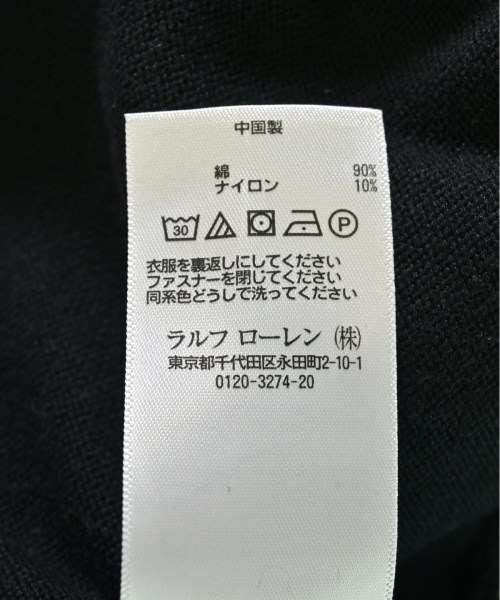 中国製
綿 90%
ナイロン 10%
30 P
衣服を裏返しにしてください
ファスナーを閉じてください
同系色どうしで洗ってください
ラルフ ローレン ㈱
東京都千代田区永田町2-10-1
0120-3274-20